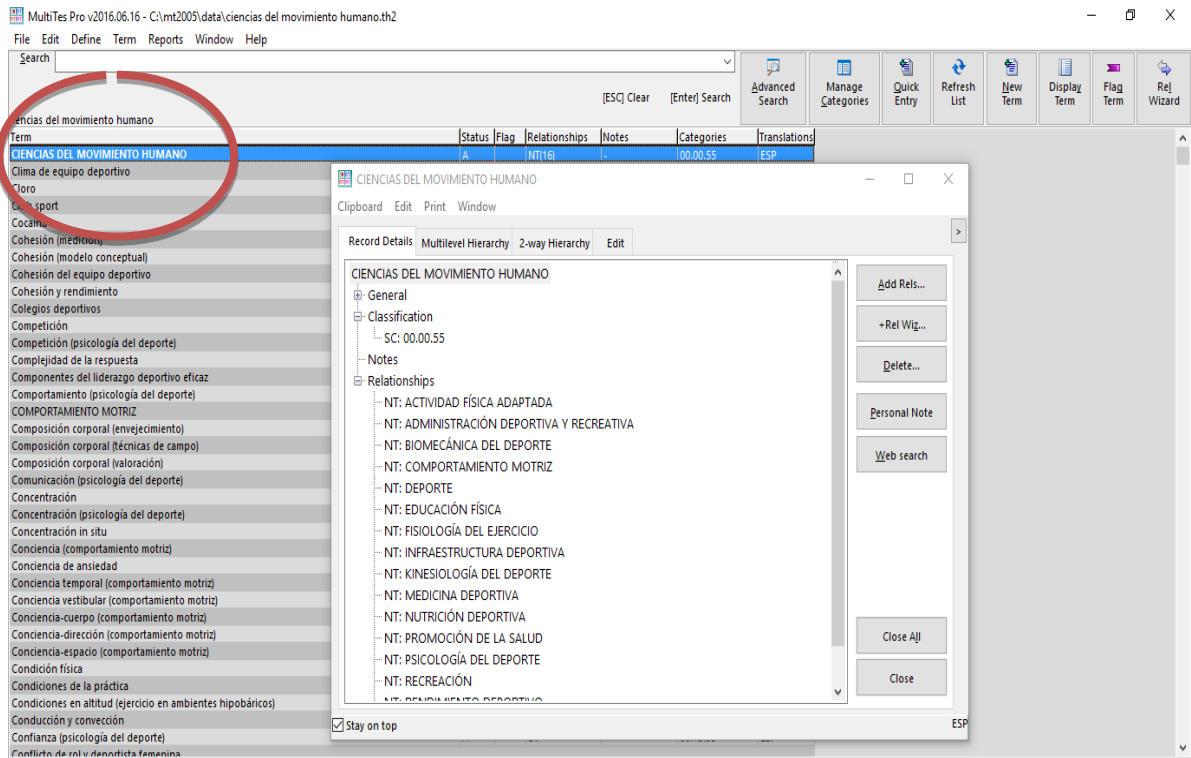 MultiTes Pro v2016.06.16 - C:\mt2005\data\ciencias del movimiento humano.th2
File Edit Define Term Reports Window Help
Search
[ESC] Clear [Enter] Search
Advanced Search
Manage Categories
Quick Entry
Refresh List
New Term
Display Term
Flag Term
Rel Wizard
ciencias del movimiento humano
Term Status Flag Relationships Notes Categories Translations
CIENCIAS DEL MOVIMIENTO HUMANO A NT(16) - 00.00.55 ESP
Clima de equipo deportivo
Cloro
Club sport
Cocaína
Cohesión (medición)
Cohesión (modelo conceptual)
Cohesión del equipo deportivo
Cohesión y rendimiento
Colegios deportivos
Competición
Competición (psicología del deporte)
Complejidad de la respuesta
Componentes del liderazgo deportivo eficaz
Comportamiento (psicología del deporte)
COMPORTAMIENTO MOTRIZ
Composición corporal (envejecimiento)
Composición corporal (técnicas de campo)
Composición corporal (valoración)
Comunicación (psicología del deporte)
Concentración
Concentración (psicología del deporte)
Concentración in situ
Conciencia (comportamiento motriz)
Conciencia de ansiedad
Conciencia temporal (comportamiento motriz)
Conciencia vestibular (comportamiento motriz)
Conciencia-cuerpo (comportamiento motriz)
Conciencia-dirección (comportamiento motriz)
Conciencia-espacio (comportamiento motriz)
Condición física
Condiciones de la práctica
Condiciones en altitud (ejercicio en ambientes hipobáricos)
Conducción y convección
Confianza (psicología del deporte)
Conflicto de rol y deportista femenina
CIENCIAS DEL MOVIMIENTO HUMANO
Clipboard Edit Print Window
Record Details Multilevel Hierarchy 2-way Hierarchy Edit
>
CIENCIAS DEL MOVIMIENTO HUMANO
General
Classification
SC: 00.00.55
Notes
Relationships
NT: ACTIVIDAD FÍSICA ADAPTADA
NT: ADMINISTRACIÓN DEPORTIVA Y RECREATIVA
NT: BIOMECÁNICA DEL DEPORTE
NT: COMPORTAMIENTO MOTRIZ
NT: DEPORTE
NT: EDUCACIÓN FÍSICA
NT: FISIOLOGÍA DEL EJERCICIO
NT: INFRAESTRUCTURA DEPORTIVA
NT: KINESIOLOGÍA DEL DEPORTE
NT: MEDICINA DEPORTIVA
NT: NUTRICIÓN DEPORTIVA
NT: PROMOCIÓN DE LA SALUD
NT: PSICOLOGÍA DEL DEPORTE
NT: RECREACIÓN
NT: RENDIMIENTO DEPORTIVO
Add Rels...
+Rel Wiz...
Delete...
Personal Note
Web search
Close All
Close
Stay on top
ESP